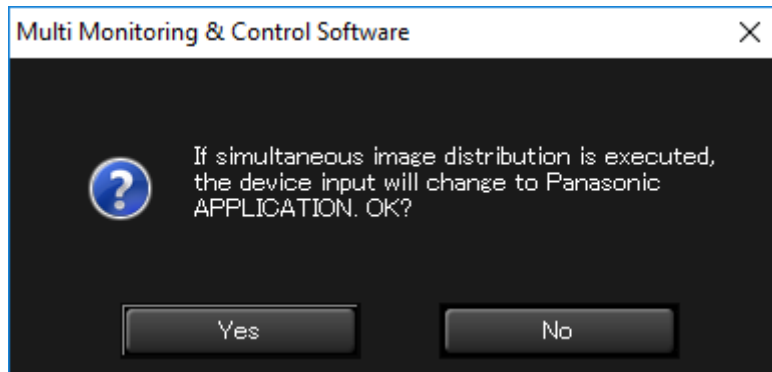 Multi Monitoring & Control Software
If simultaneous image distribution is executed,
the device input will change to Panasonic
APPLICATION. OK?
Yes
No